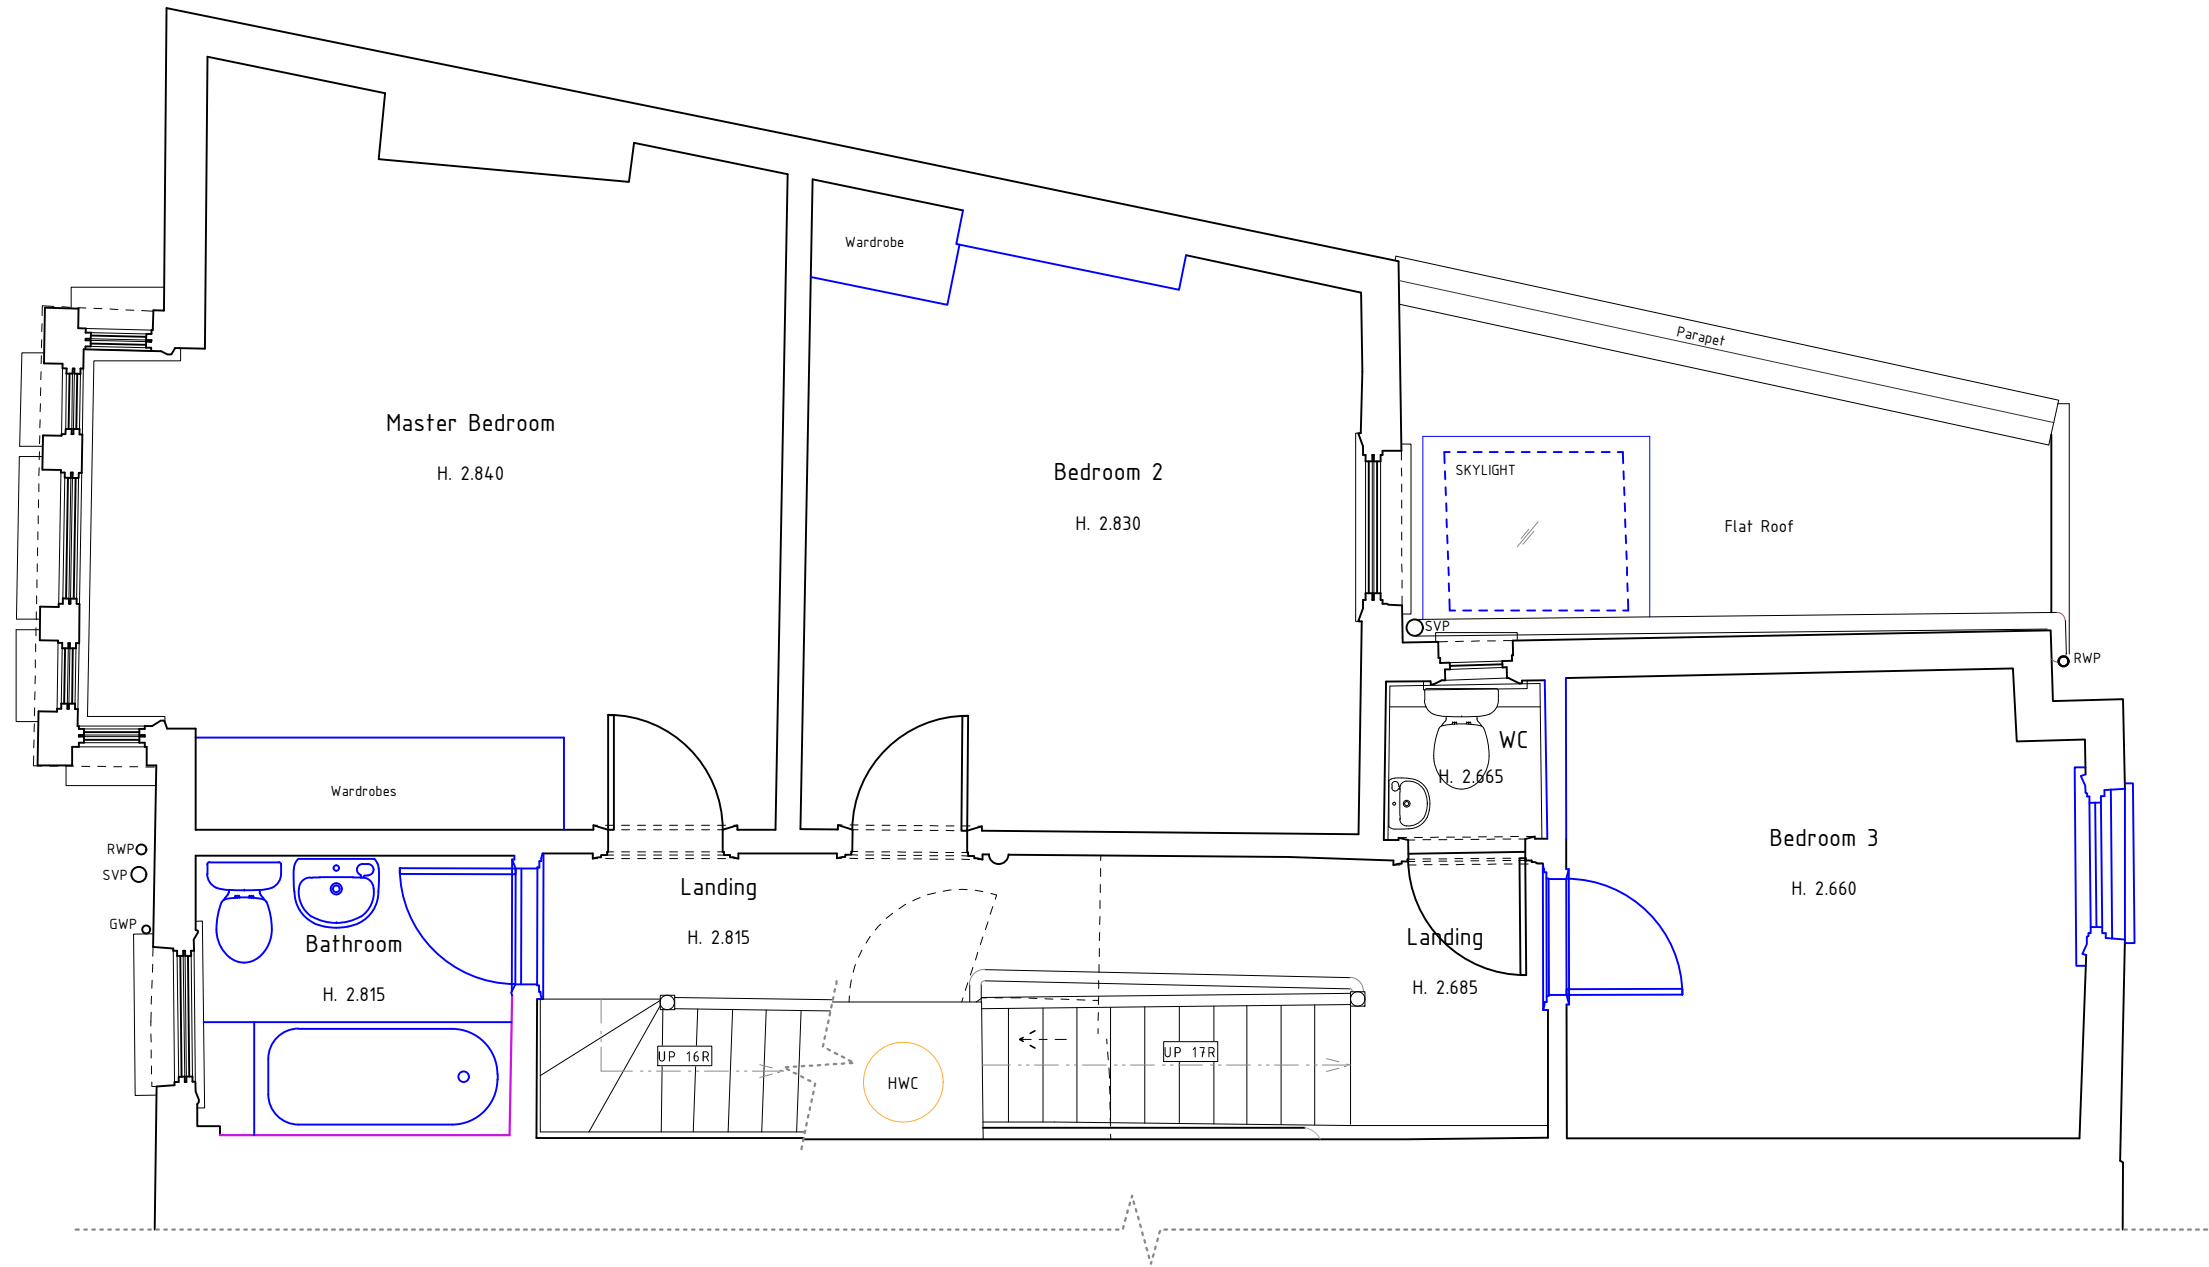 Wardrobe
Parapet
Master Bedroom
H. 2.840
Bedroom 2
H. 2.830
SKYLIGHT
Flat Roof
SVP
RWP
WC
H. 2.665
Wardrobes
Bedroom 3
H. 2.660
RWP
SVP
GWP
Landing
H. 2.815
Bathroom
H. 2.815
Landing
H. 2.685
UP 16R
UP 17R
HWC